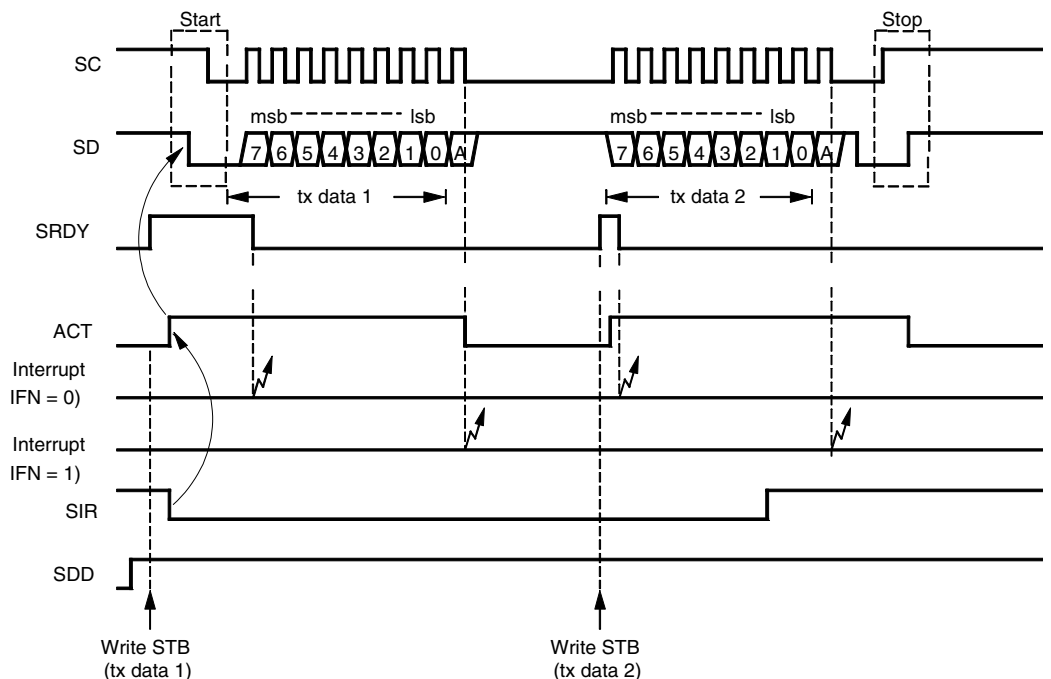 Start
Stop
SC
msb lsb
msb lsb
SD
7 6 5 4 3 2 1 0 A
7 6 5 4 3 2 1 0 A
tx data 1
tx data 2
SRDY
ACT
Interrupt
IFN = 0)
Interrupt
IFN = 1)
SIR
SDD
Write STB
(tx data 1)
Write STB
(tx data 2)